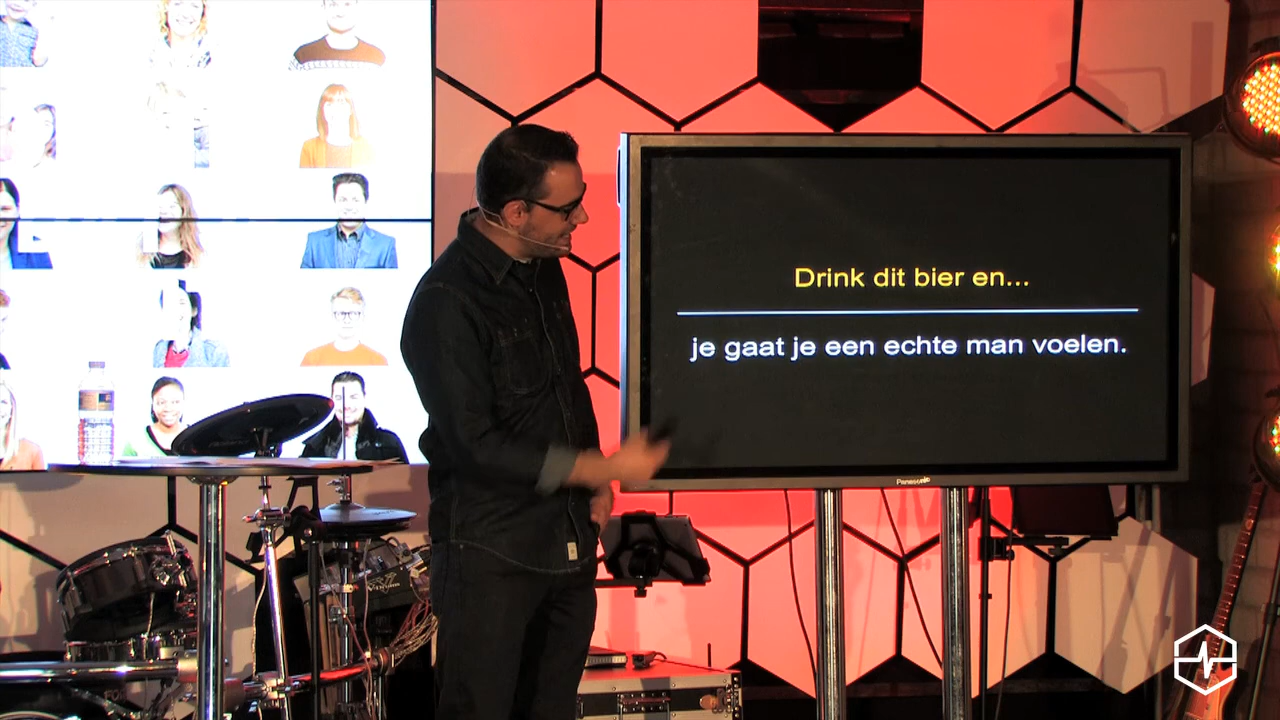 Drink dit bier en...
je gaat je een echte man voelen.
Panasonic